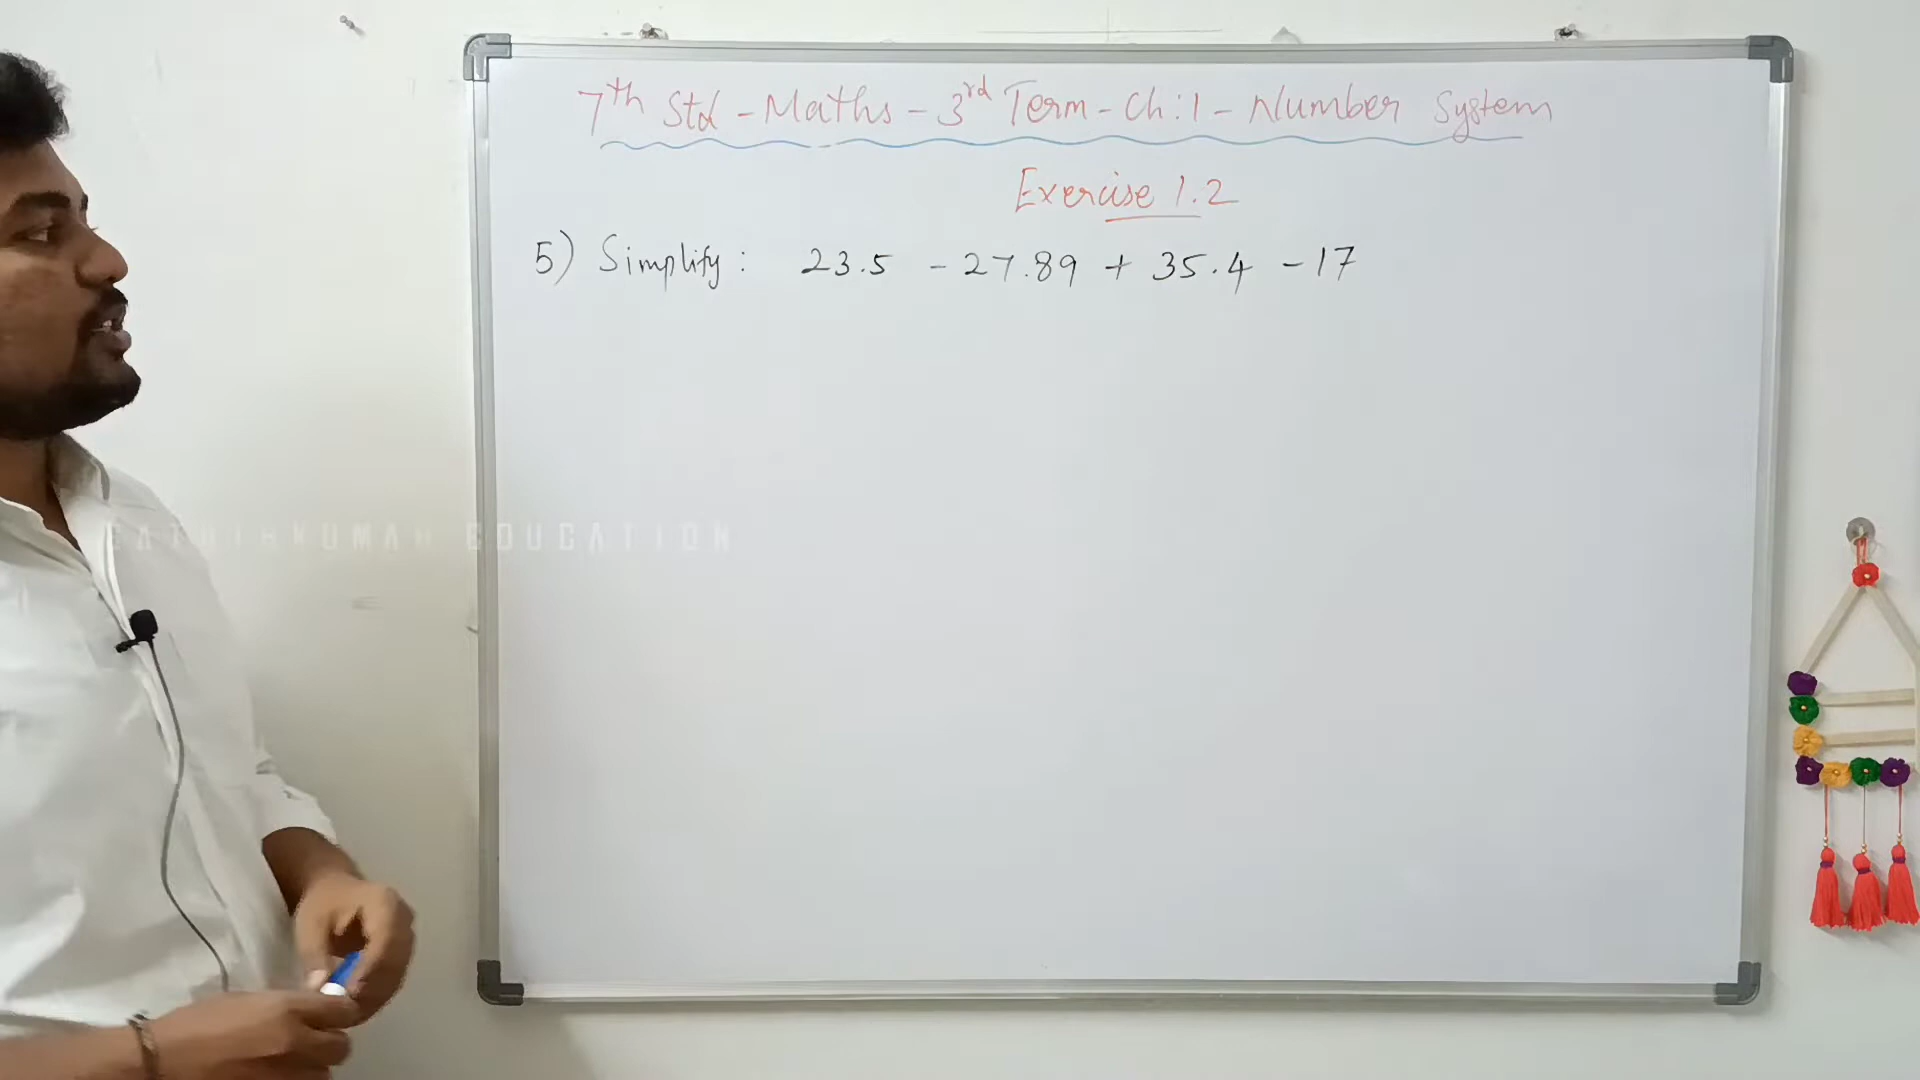 7th Std - Maths - 3rd Term - Ch:1 - Number System
Exercise 1.2
5) Simplify : 23.5 - 27.89 + 35.4 - 17
EDUCATION